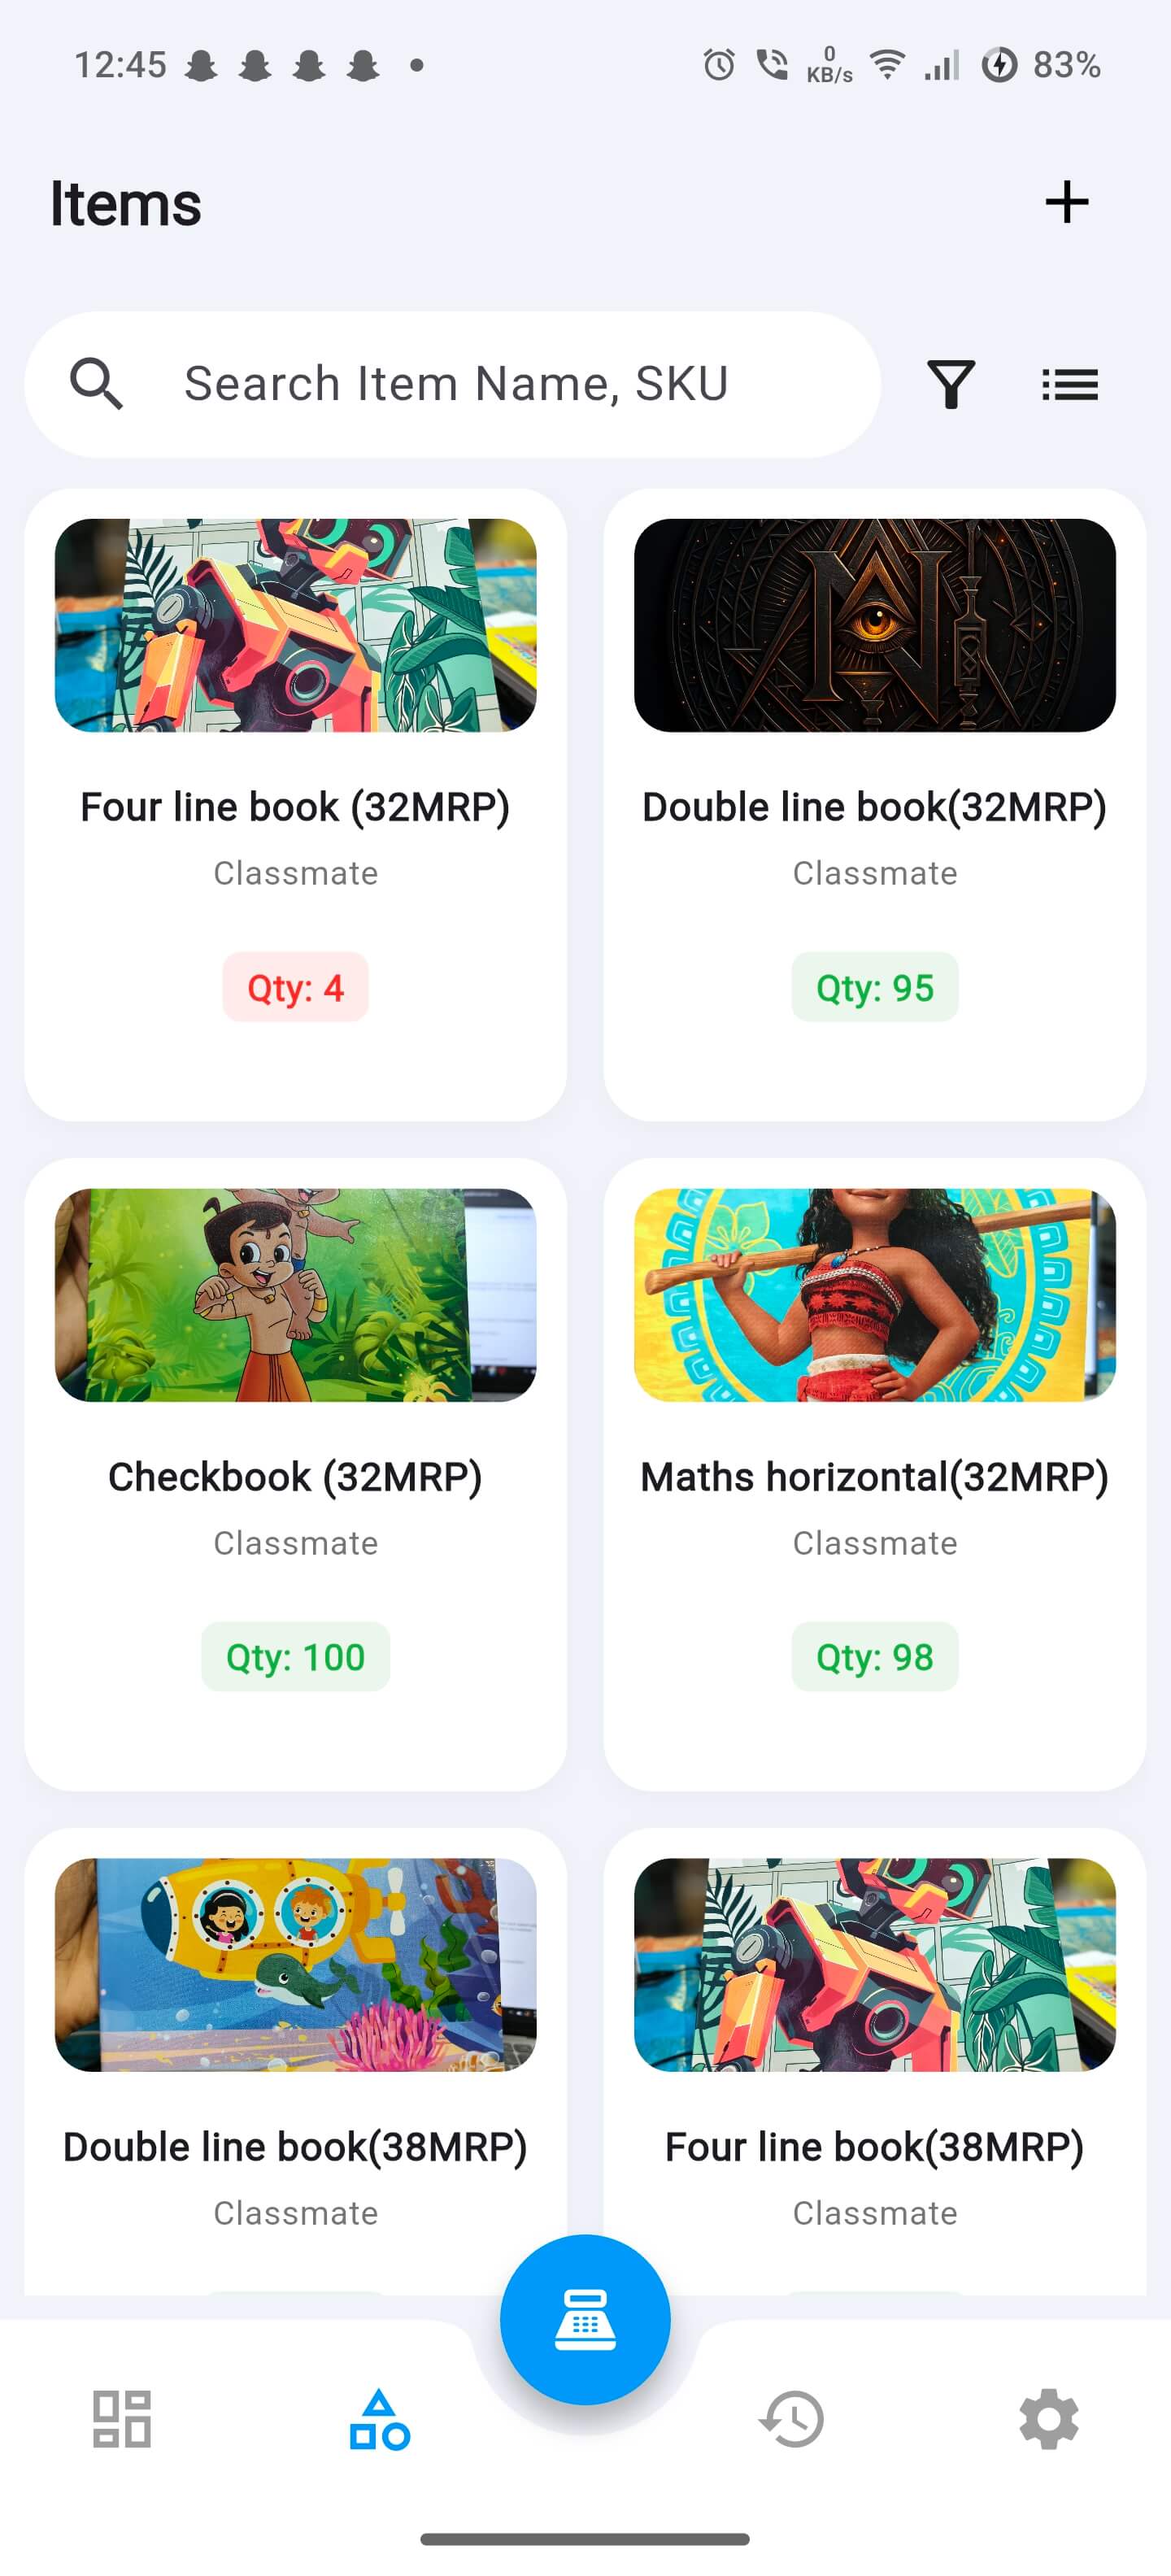 12:45 0 KB/s 83%
Items
Search Item Name, SKU
Four line book (32MRP)
Classmate
Qty: 4
Double line book(32MRP)
Classmate
Qty: 95
Checkbook (32MRP)
Classmate
Qty: 100
Maths horizontal(32MRP)
Classmate
Qty: 98
Double line book(38MRP)
Classmate
Four line book(38MRP)
Classmate